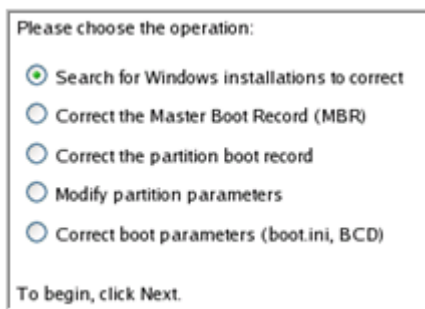 Please choose the operation:
Search for Windows installations to correct
Correct the Master Boot Record (MBR)
Correct the partition boot record
Modify partition parameters
Correct boot parameters (boot.ini, BCD)
To begin, click Next.